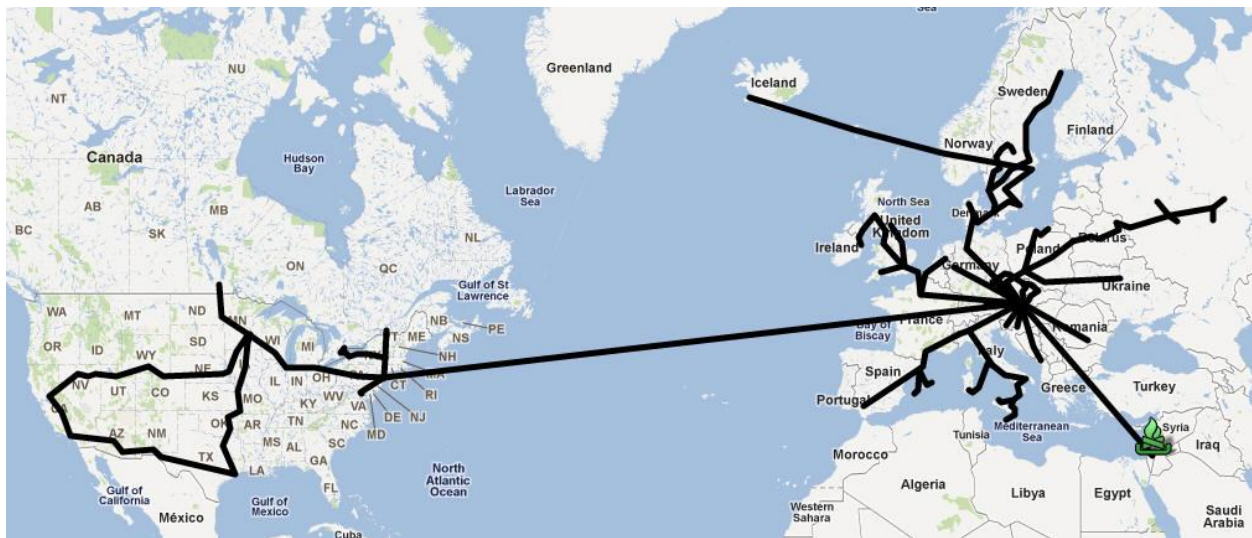 Sea
Greenland
Iceland
Sweden
Finland
Norway
NU
NT
Canada
Hudson
Bay
Labrador
Sea
North Sea
United
Kingdom
Ireland
Denmark
Belarus
Poland
Germany
Ukraine
AB
MB
BC
SK
NL
ON
QC
Gulf of St
Lawrence
NB
PE
ME
NS
NH
WA
MT
ND
MN
OR
ID
SD
WI
MI
WY
NE
NV
UT
CO
IL
IN
OH
CT
RI
KS
MO
KY
WV
VA
DE
NJ
MD
CA
AZ
NM
OK
AR
TN
NC
SC
MS
AL
GA
TX
LA
FL
France
Bay of
Biscay
Romania
Italy
Spain
Portugal
Greece
Turkey
Mediterranean
Sea
Tunisia
Syria
Iraq
Morocco
Algeria
Libya
Egypt
Western
Sahara
Saudi
Arabia
North
Atlantic
Ocean
Gulf of
California
Gulf of
Mexico
México
Cuba